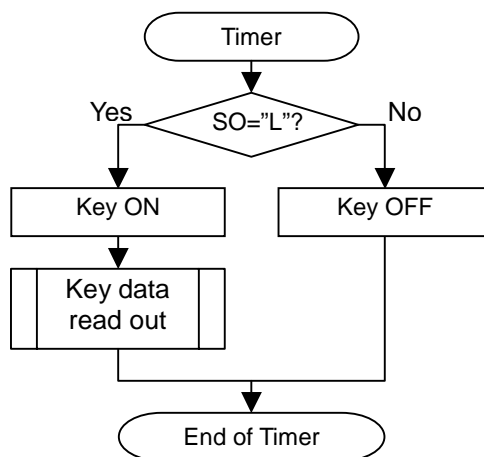 Timer
Yes
SO=”L”?
No
Key ON
Key OFF
Key data
read out
End of Timer